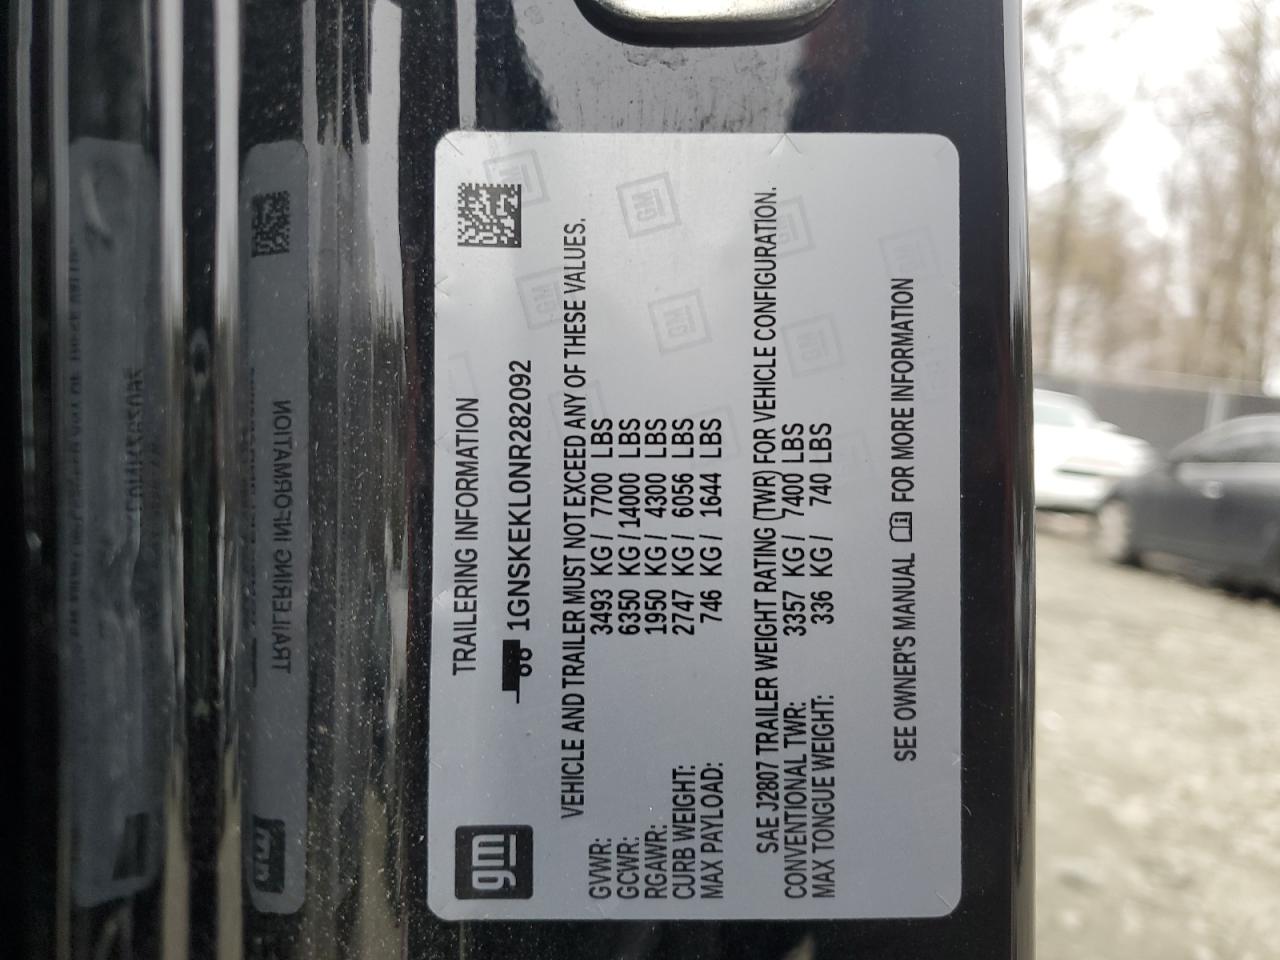 gm
TRAILERING INFORMATION
1GNSKEKL0NR282092
VEHICLE AND TRAILER MUST NOT EXCEED ANY OF THESE VALUES.
GVWR: 3493 KG / 7700 LBS
GCWR: 6350 KG / 14000 LBS
RGAWR: 1950 KG / 4300 LBS
CURB WEIGHT: 2747 KG / 6056 LBS
MAX PAYLOAD: 746 KG / 1644 LBS
SAE J2807 TRAILER WEIGHT RATING (TWR) FOR VEHICLE CONFIGURATION.
CONVENTIONAL TWR: 3357 KG / 7400 LBS
MAX TONGUE WEIGHT: 336 KG / 740 LBS
SEE OWNER'S MANUAL FOR MORE INFORMATION